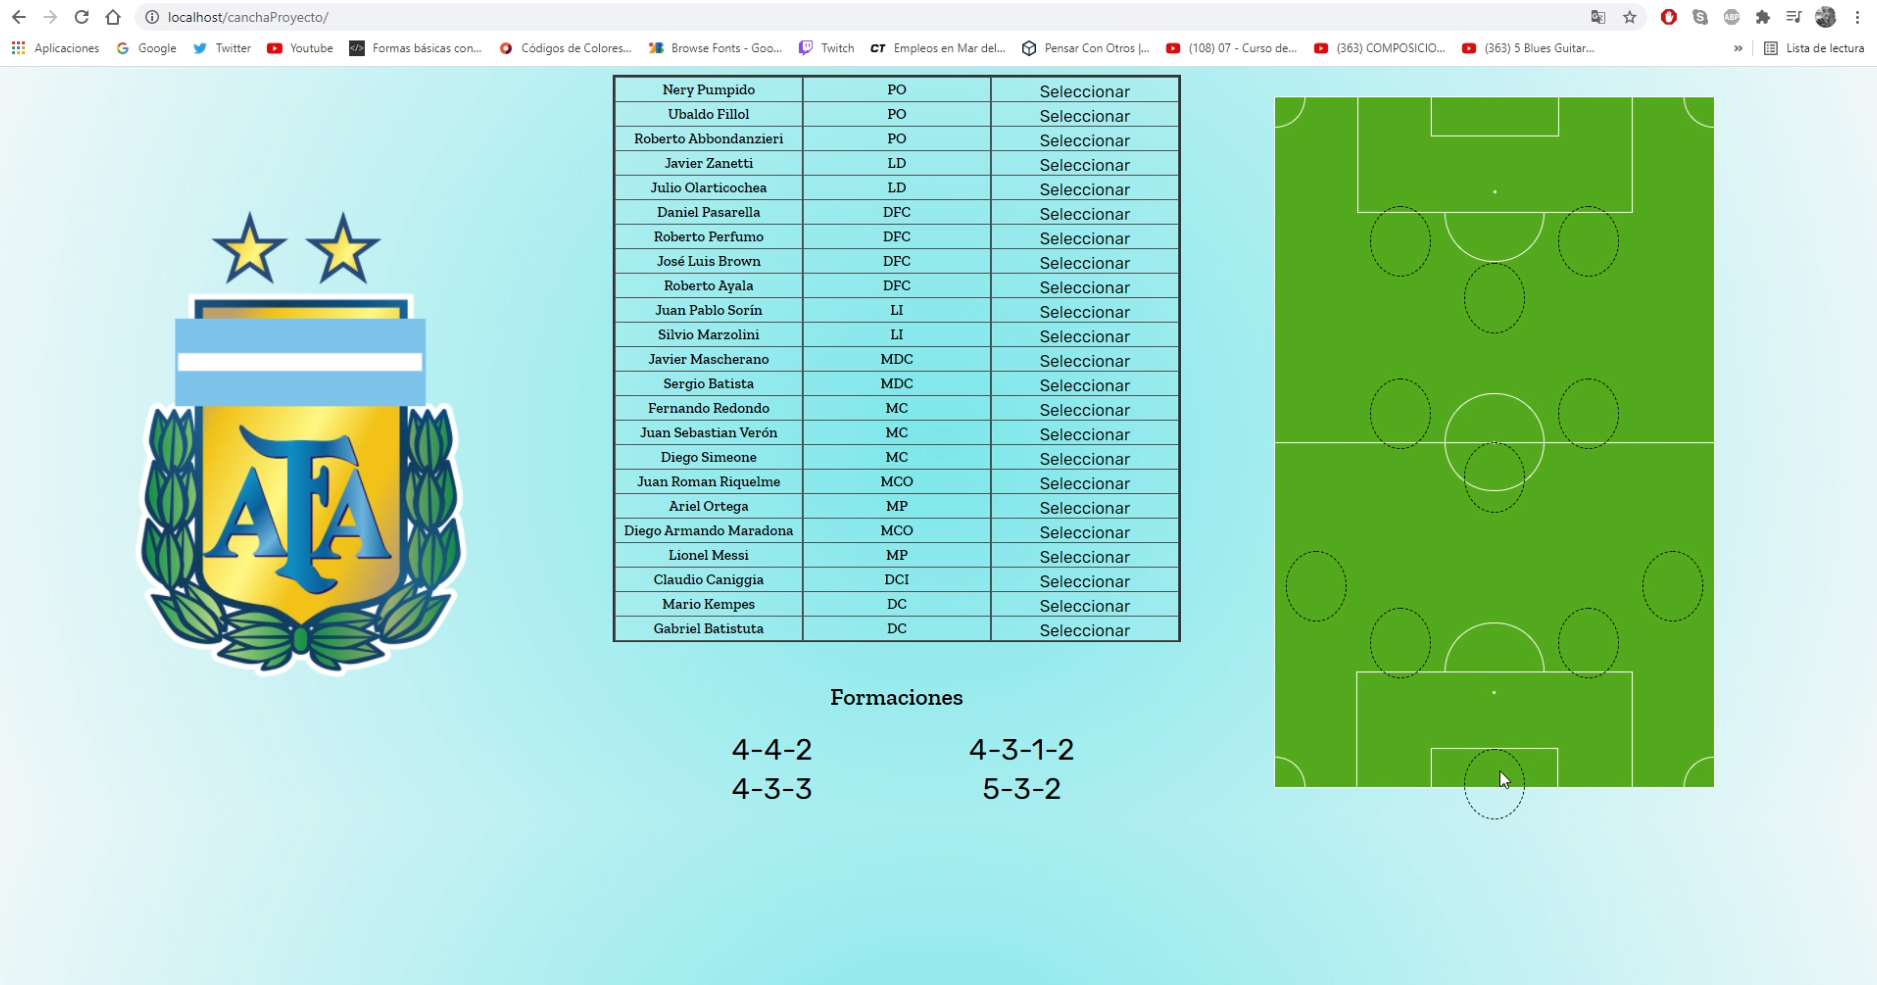 localhost/canchaProyecto/
Aplicaciones Google Twitter Youtube Formas básicas con... Códigos de Colores... Browse Fonts - Goo... Twitch Empleos en Mar del... Pensar Con Otros |... (108) 07 - Curso de... (363) COMPOSICIO... (363) 5 Blues Guitar... » Lista de lectura
Nery Pumpido PO Seleccionar
Ubaldo Fillol PO Seleccionar
Roberto Abbondanzieri PO Seleccionar
Javier Zanetti LD Seleccionar
Julio Olarticochea LD Seleccionar
Daniel Pasarella DFC Seleccionar
Roberto Perfumo DFC Seleccionar
José Luis Brown DFC Seleccionar
Roberto Ayala DFC Seleccionar
Juan Pablo Sorín LI Seleccionar
Silvio Marzolini LI Seleccionar
Javier Mascherano MDC Seleccionar
Sergio Batista MDC Seleccionar
Fernando Redondo MC Seleccionar
Juan Sebastian Verón MC Seleccionar
Diego Simeone MC Seleccionar
Juan Roman Riquelme MCO Seleccionar
Ariel Ortega MP Seleccionar
Diego Armando Maradona MCO Seleccionar
Lionel Messi MP Seleccionar
Claudio Caniggia DCI Seleccionar
Mario Kempes DC Seleccionar
Gabriel Batistuta DC Seleccionar
AFA
Formaciones
4-4-2 4-3-1-2
4-3-3 5-3-2